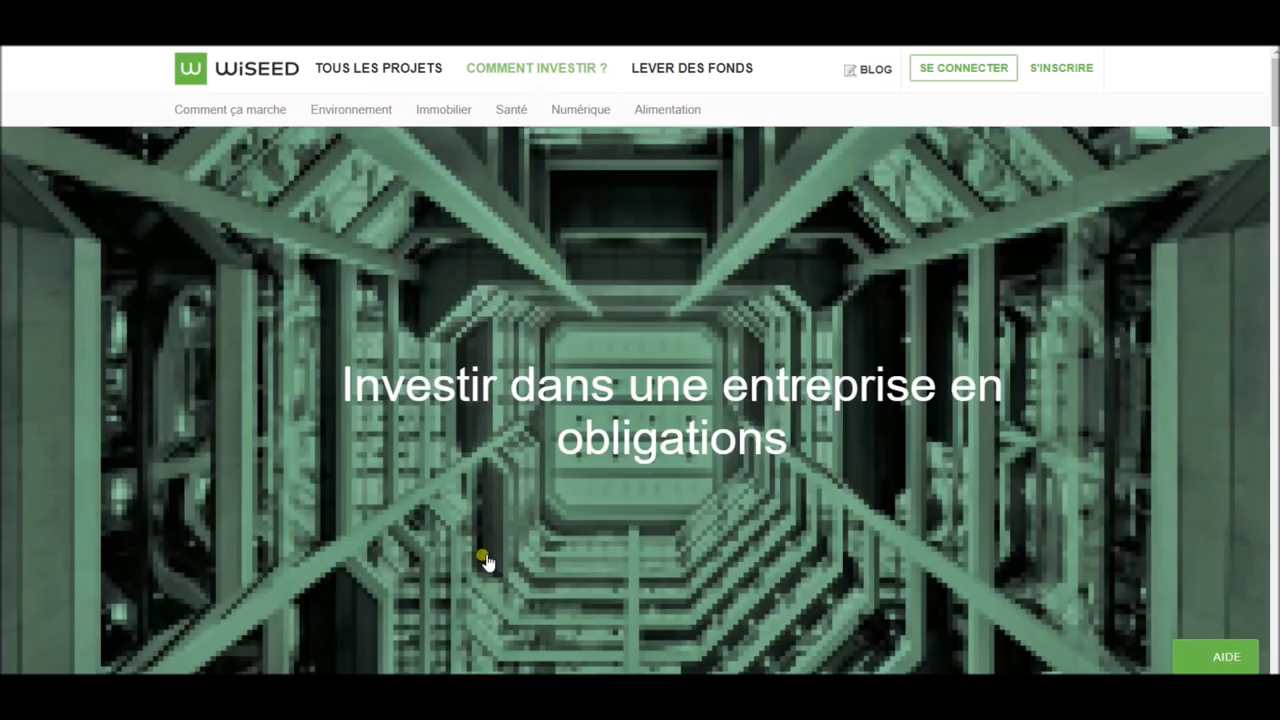 WiSEED TOUS LES PROJETS COMMENT INVESTIR ? LEVER DES FONDS BLOG SE CONNECTER S'INSCRIRE
Comment ça marche Environnement Immobilier Santé Numérique Alimentation
Investir dans une entreprise en
obligations
AIDE